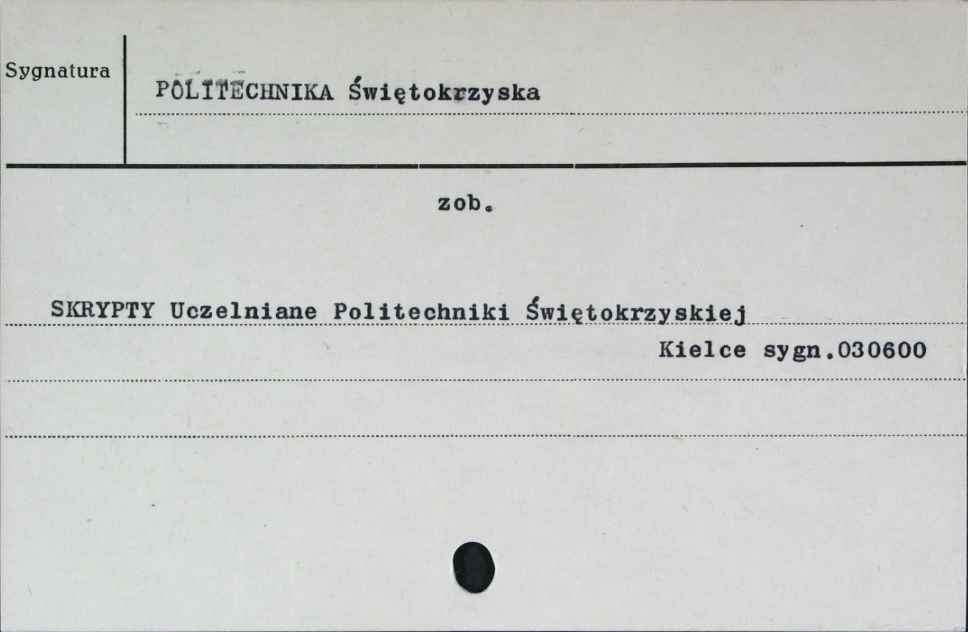 Sygnatura
POLITECHNIKA Świętokrzyska
zob.
SKRYPTY Uczelniane Politechniki Świętokrzyskiej
Kielce sygn.030600